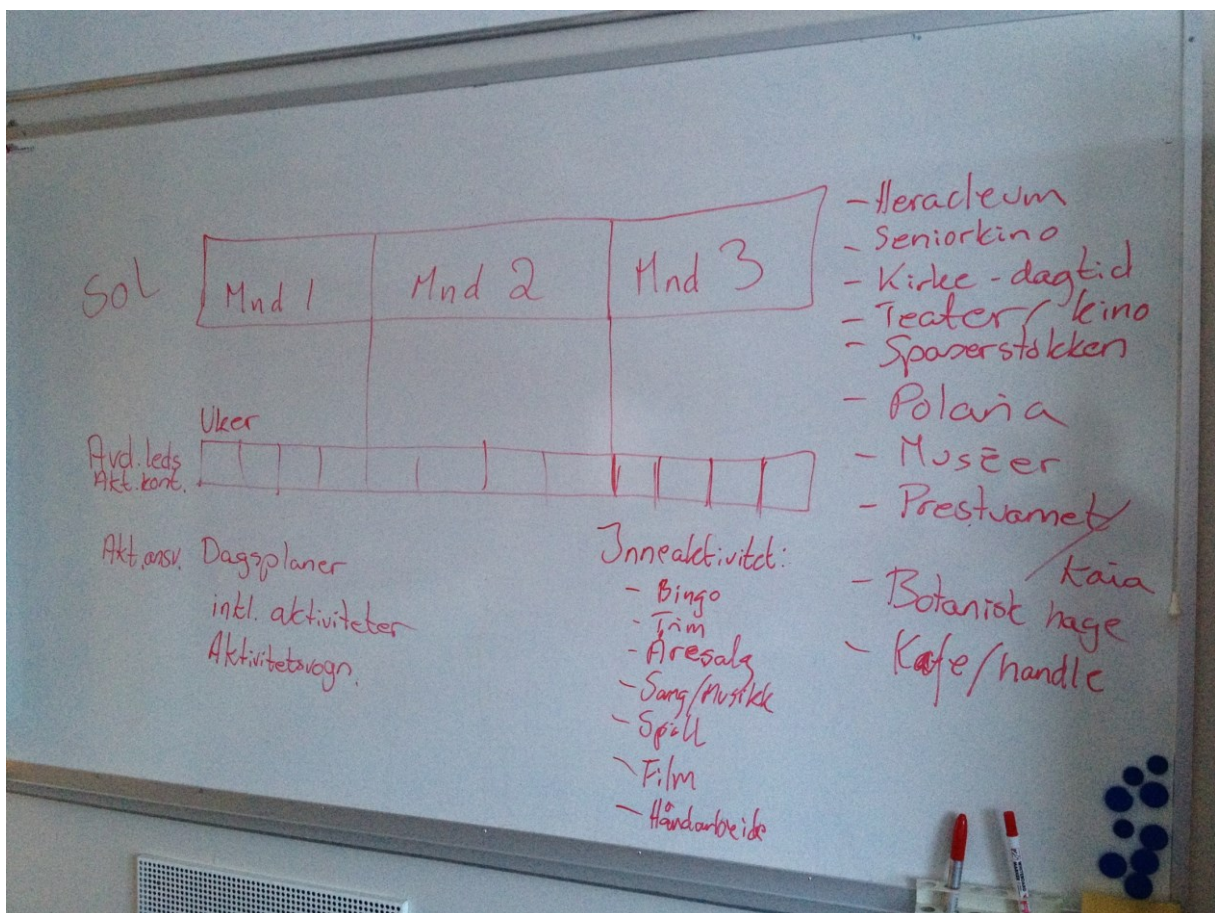 SOL Mnd 1 Mnd 2 Mnd 3
Uker
Avd. leds
Akt. kont.
Akt. ansv. Dagsplaner
inkl. aktiviteter
Aktivitetsvogn.
Inneaktivitet:
- Bingo
- Trim
- Åresalg
- Sang/Musikk
- Spill
- Film
- Håndarbeide
- Heracleum
- Seniorkino
- Kirke - dagtid
- Teater / kino
- Spaserstokken
- Polaria
- Muséer
- Prestvannet/
Kaia
- Botanisk hage
- Kafe/handle